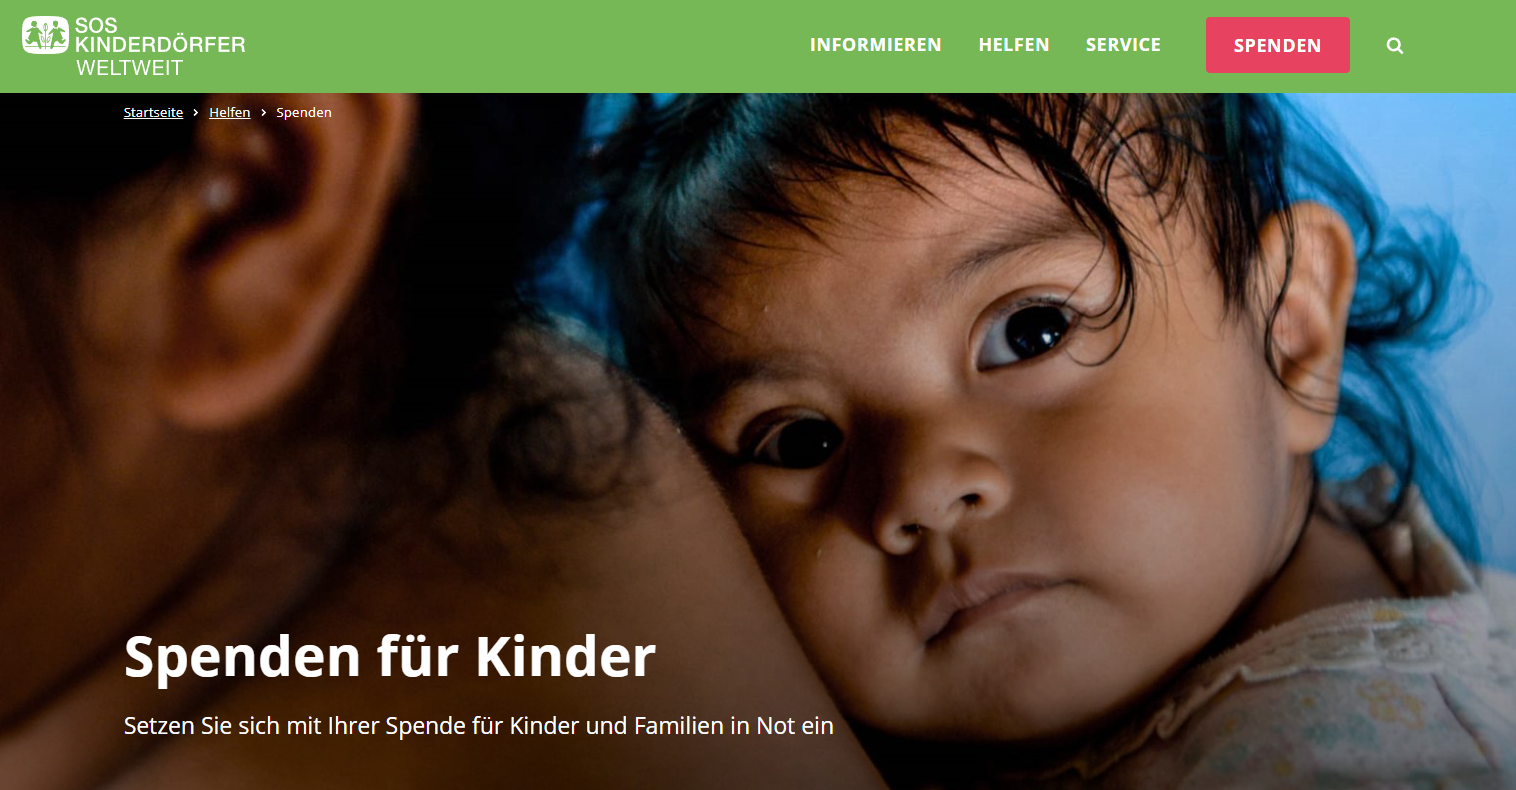 SOS
KINDERDÖRFER
WELTWEIT
INFORMIEREN
HELFEN
SERVICE
SPENDEN
Startseite > Helfen > Spenden
Spenden für Kinder
Setzen Sie sich mit Ihrer Spende für Kinder und Familien in Not ein